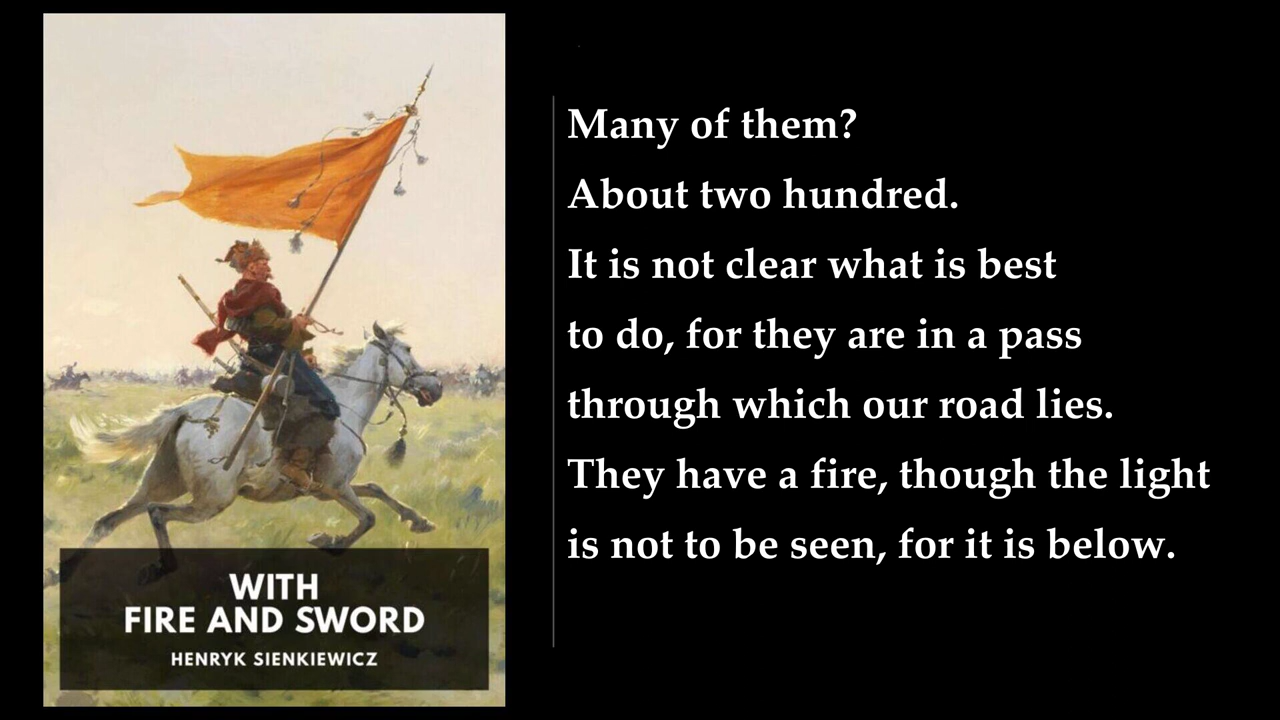 WITH
FIRE AND SWORD
HENRYK SIENKIEWICZ
Many of them?
About two hundred.
It is not clear what is best
to do, for they are in a pass
through which our road lies.
They have a fire, though the light
is not to be seen, for it is below.